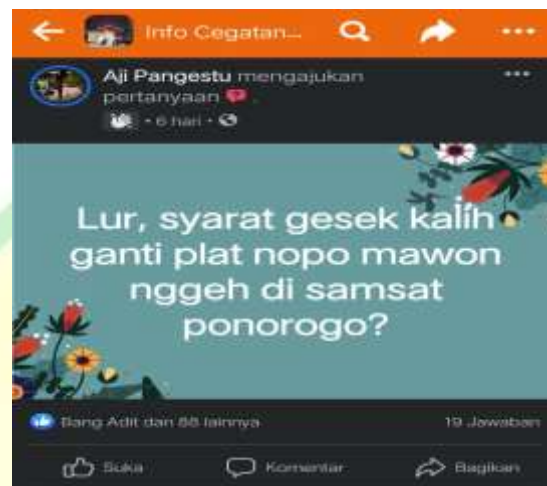 Info Cegatan...
Aji Pangestu mengajukan
pertanyaan
• 6 hari •
Lur, syarat gesek kalih
ganti plat nopo mawon
nggeh di samsat
ponorogo?
Bang Adit dan 88 lainnya
19 Jawaban
Suka
Komentar
Bagikan